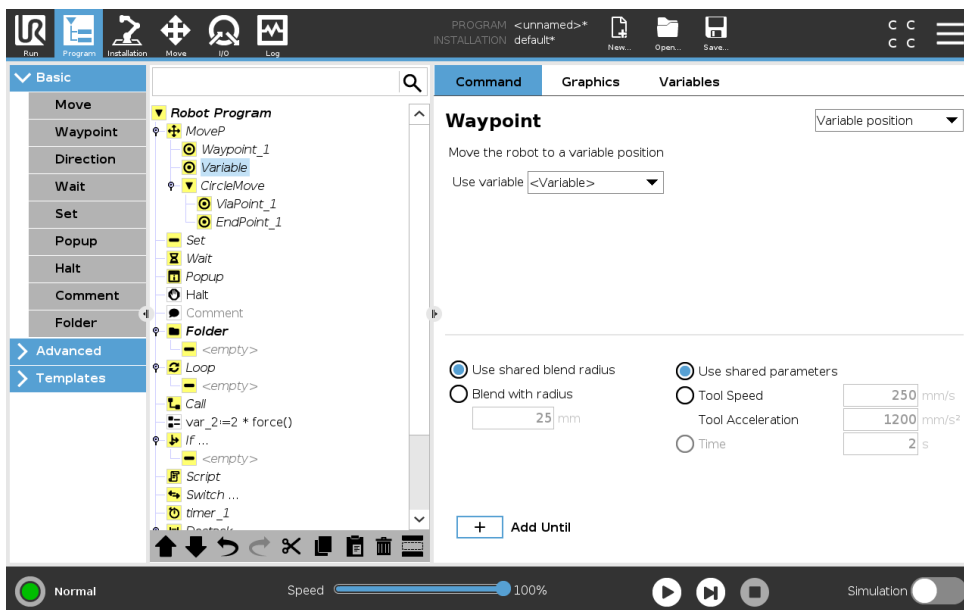 UR
PROGRAM <unnamed>*
INSTALLATION default*
Run Program Installation Move I/O Log New... Open... Save...
C C
C C
Basic
Move
Waypoint
Direction
Wait
Set
Popup
Halt
Comment
Folder
Advanced
Templates
Robot Program
MoveP
Waypoint_1
Variable
CircleMove
ViaPoint_1
EndPoint_1
Set
Wait
Popup
Halt
Comment
Folder
<empty>
Loop
<empty>
Call
var_2:=2 * force()
If ...
<empty>
Script
Switch ...
timer_1
Command Graphics Variables
Waypoint
Variable position
Move the robot to a variable position
Use variable <Variable>
Use shared blend radius
Blend with radius
25 mm
Use shared parameters
Tool Speed 250 mm/s
Tool Acceleration 1200 mm/s²
Time 2 s
+ Add Until
Normal Speed 100% Simulation